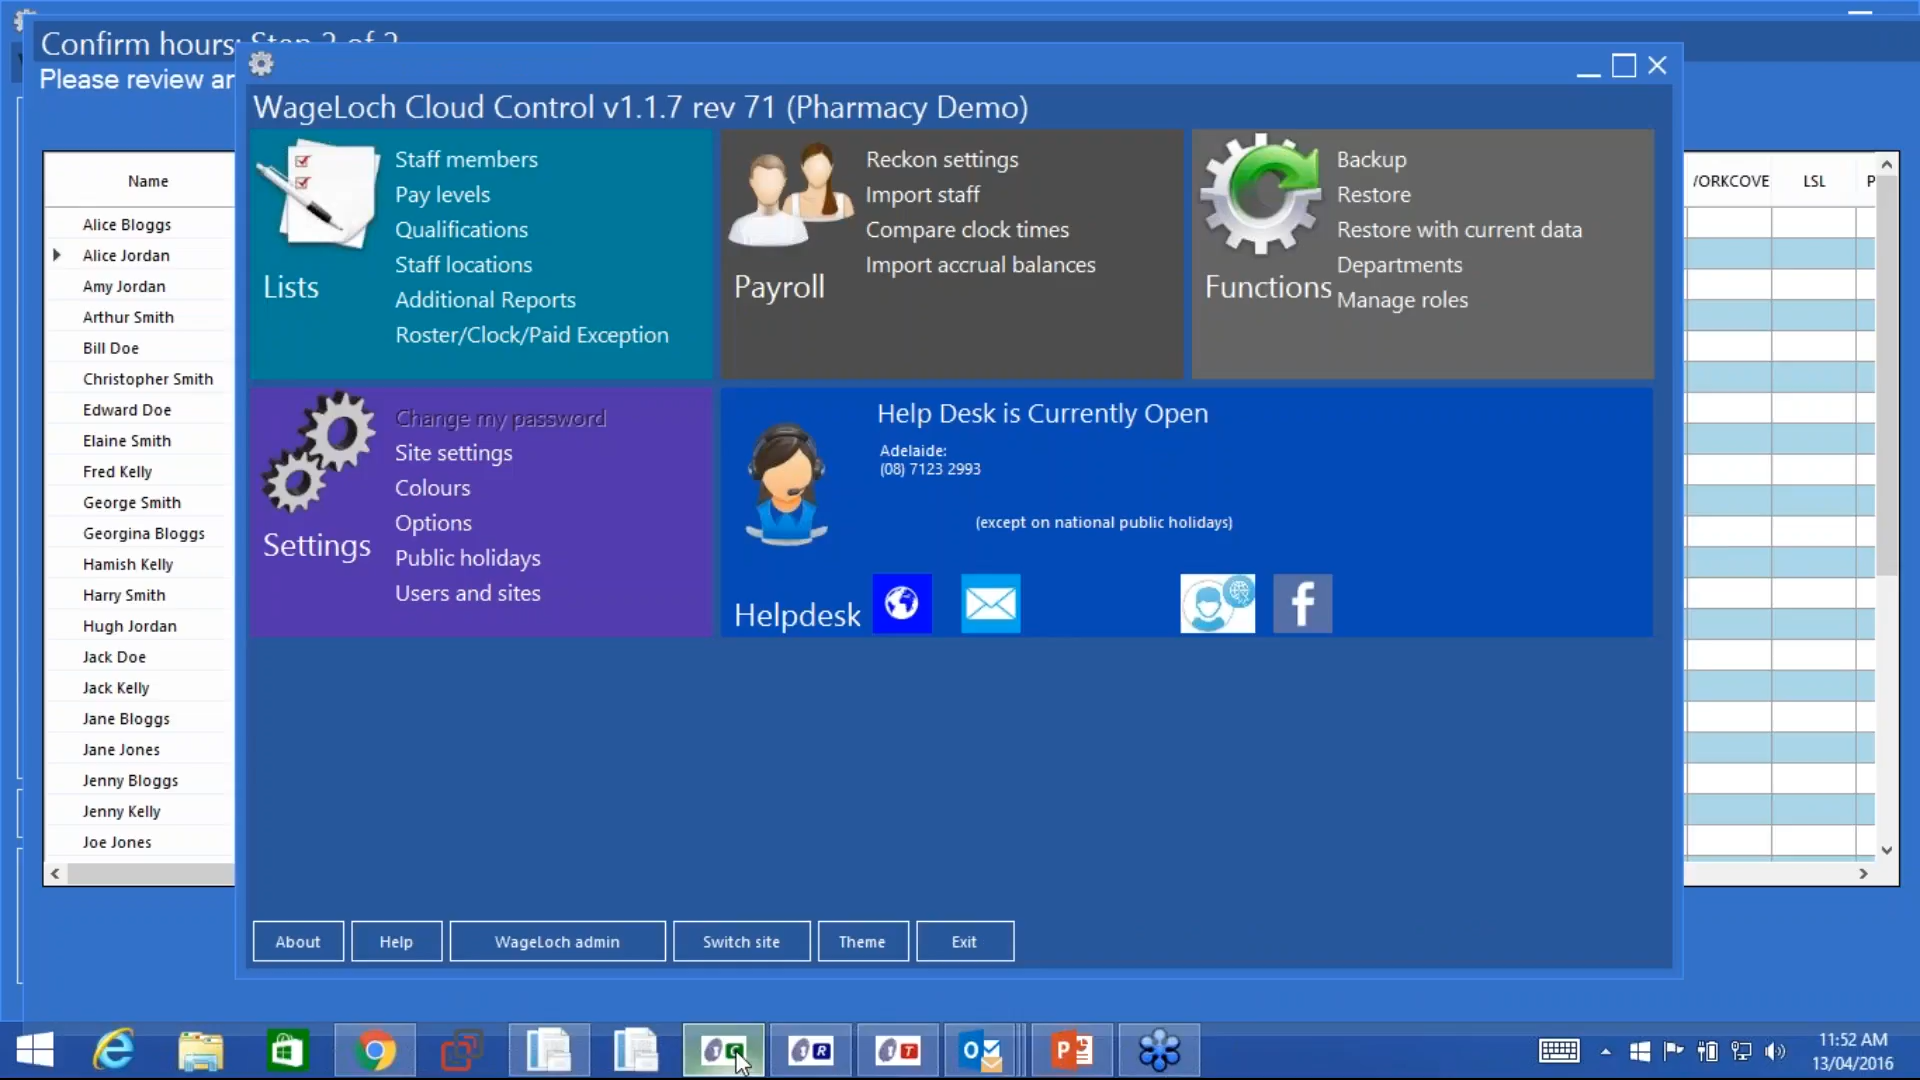 Confirm hours: Step 2 of 2
Please review ar
WageLoch Cloud Control v1.1.7 rev 71 (Pharmacy Demo)
Lists
Staff members
Pay levels
Qualifications
Staff locations
Additional Reports
Roster/Clock/Paid Exception
Payroll
Reckon settings
Import staff
Compare clock times
Import accrual balances
Functions
Backup
Restore
Restore with current data
Departments
Manage roles
Settings
Change my password
Site settings
Colours
Options
Public holidays
Users and sites
Help Desk is Currently Open
Adelaide:
(08) 7123 2993
(except on national public holidays)
Helpdesk
About
Help
WageLoch admin
Switch site
Theme
Exit
Name
Alice Bloggs
Alice Jordan
Amy Jordan
Arthur Smith
Bill Doe
Christopher Smith
Edward Doe
Elaine Smith
Fred Kelly
George Smith
Georgina Bloggs
Hamish Kelly
Harry Smith
Hugh Jordan
Jack Doe
Jack Kelly
Jane Bloggs
Jane Jones
Jenny Bloggs
Jenny Kelly
Joe Jones
/ORKCOVE
LSL
P
11:52 AM
13/04/2016